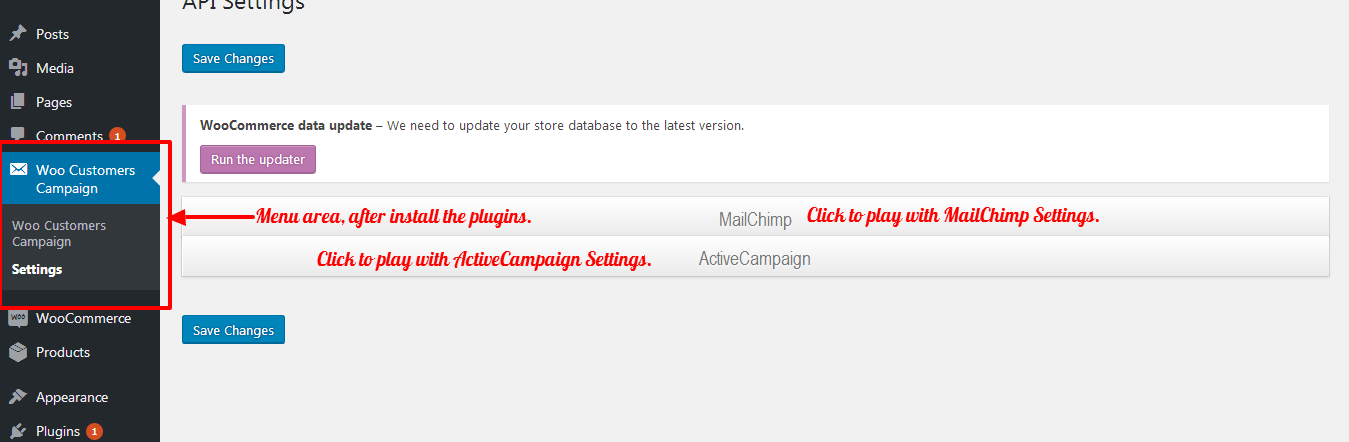 API Settings
Posts
Media
Pages
Comments 1
Woo Customers
Campaign
Woo Customers
Campaign
Settings
WooCommerce
Products
Appearance
Plugins 1
Save Changes
WooCommerce data update – We need to update your store database to the latest version.
Run the updater
Menu area, after install the plugins.
MailChimp Click to play with MailChimp Settings.
Click to play with ActiveCampaign Settings. ActiveCampaign
Save Changes